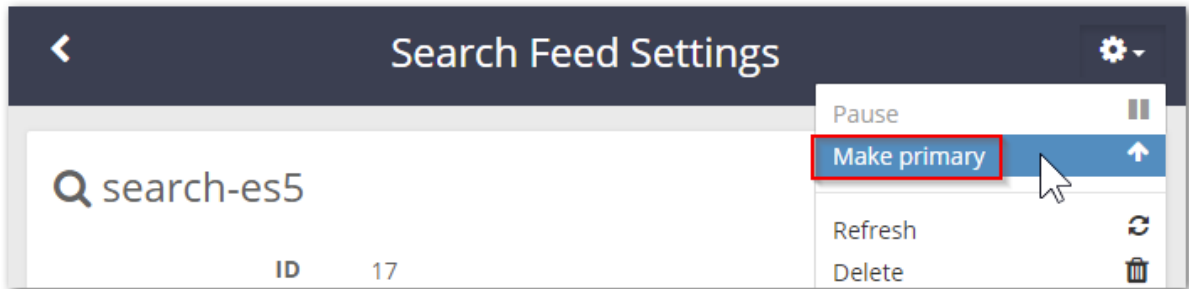 Search Feed Settings
Pause
Make primary
search-es5
Refresh
ID 17
Delete